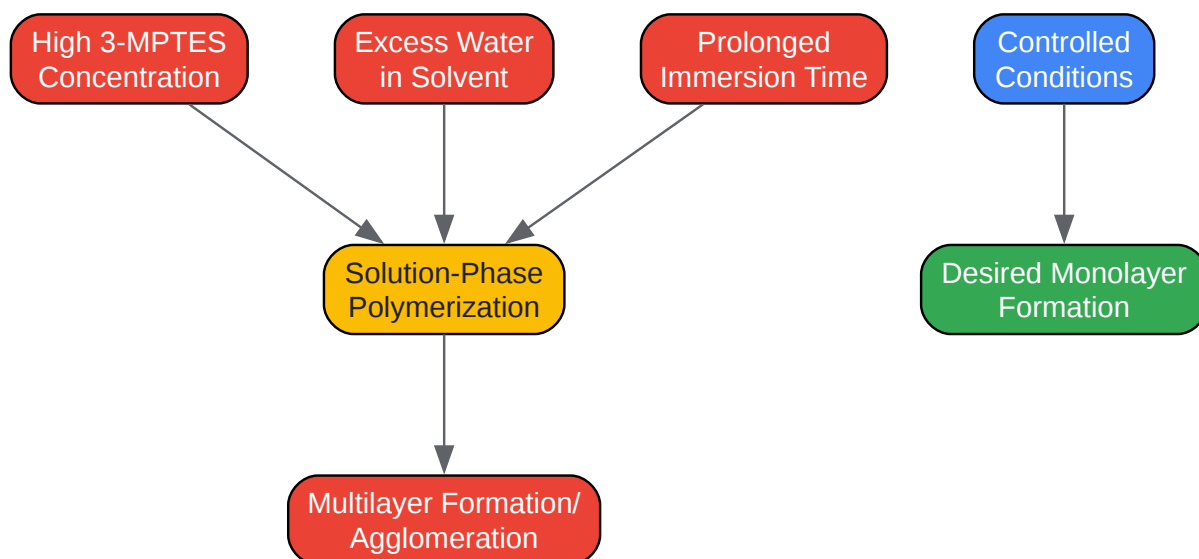 High 3-MPTES
Concentration
Excess Water
in Solvent
Prolonged
Immersion Time
Controlled
Conditions
Solution-Phase
Polymerization
Desired Monolayer
Formation
Multilayer Formation/
Agglomeration